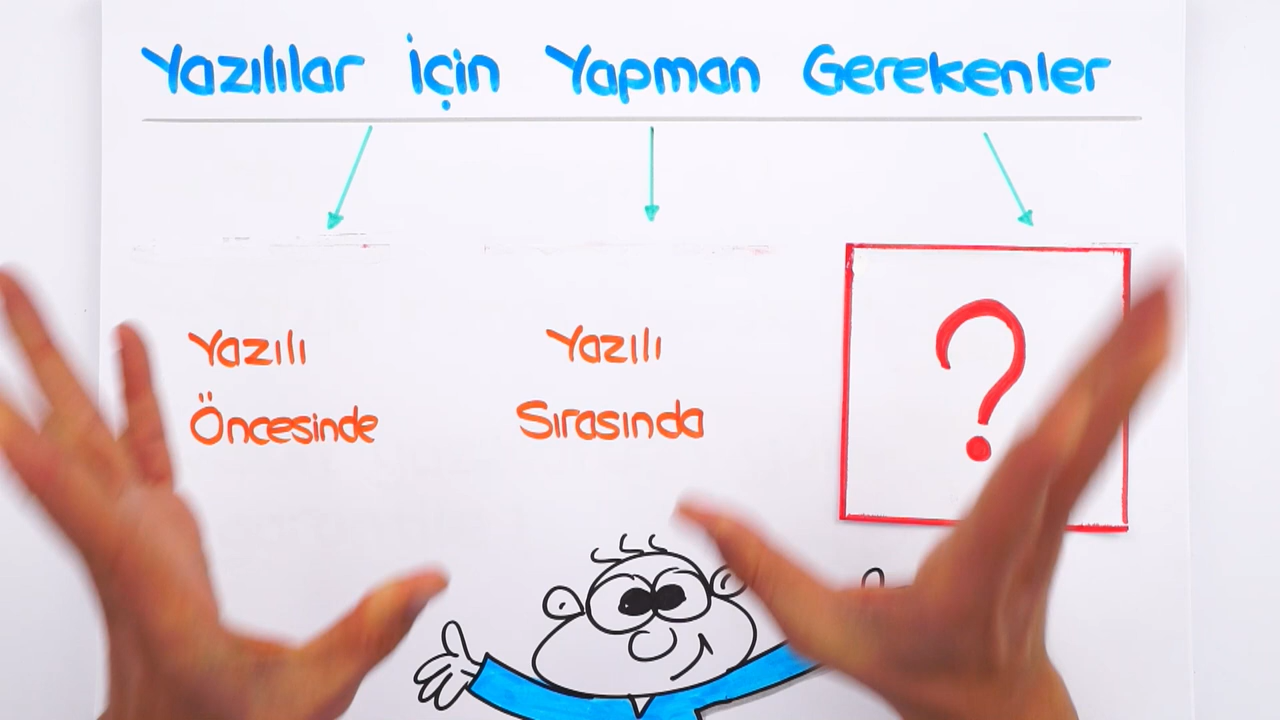 Yazılılar İçin Yapman Gerekenler
Yazılı
Öncesinde
Yazılı
Sırasında
?